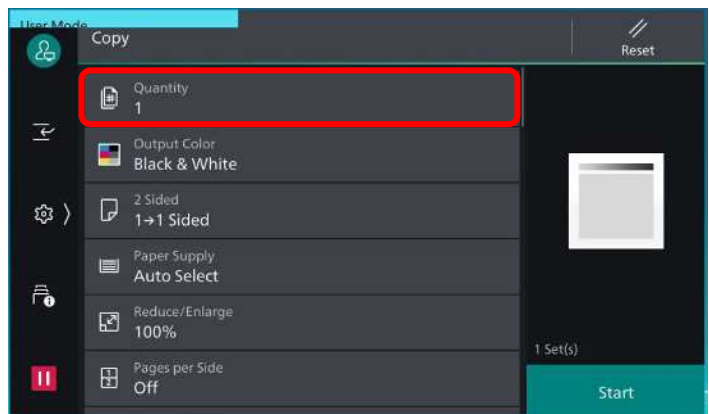 User Mode
Copy
Reset
Quantity
1
Output Color
Black & White
2 Sided
1→1 Sided
Paper Supply
Auto Select
Reduce/Enlarge
100%
Pages per Side
Off
1 Set(s)
Start